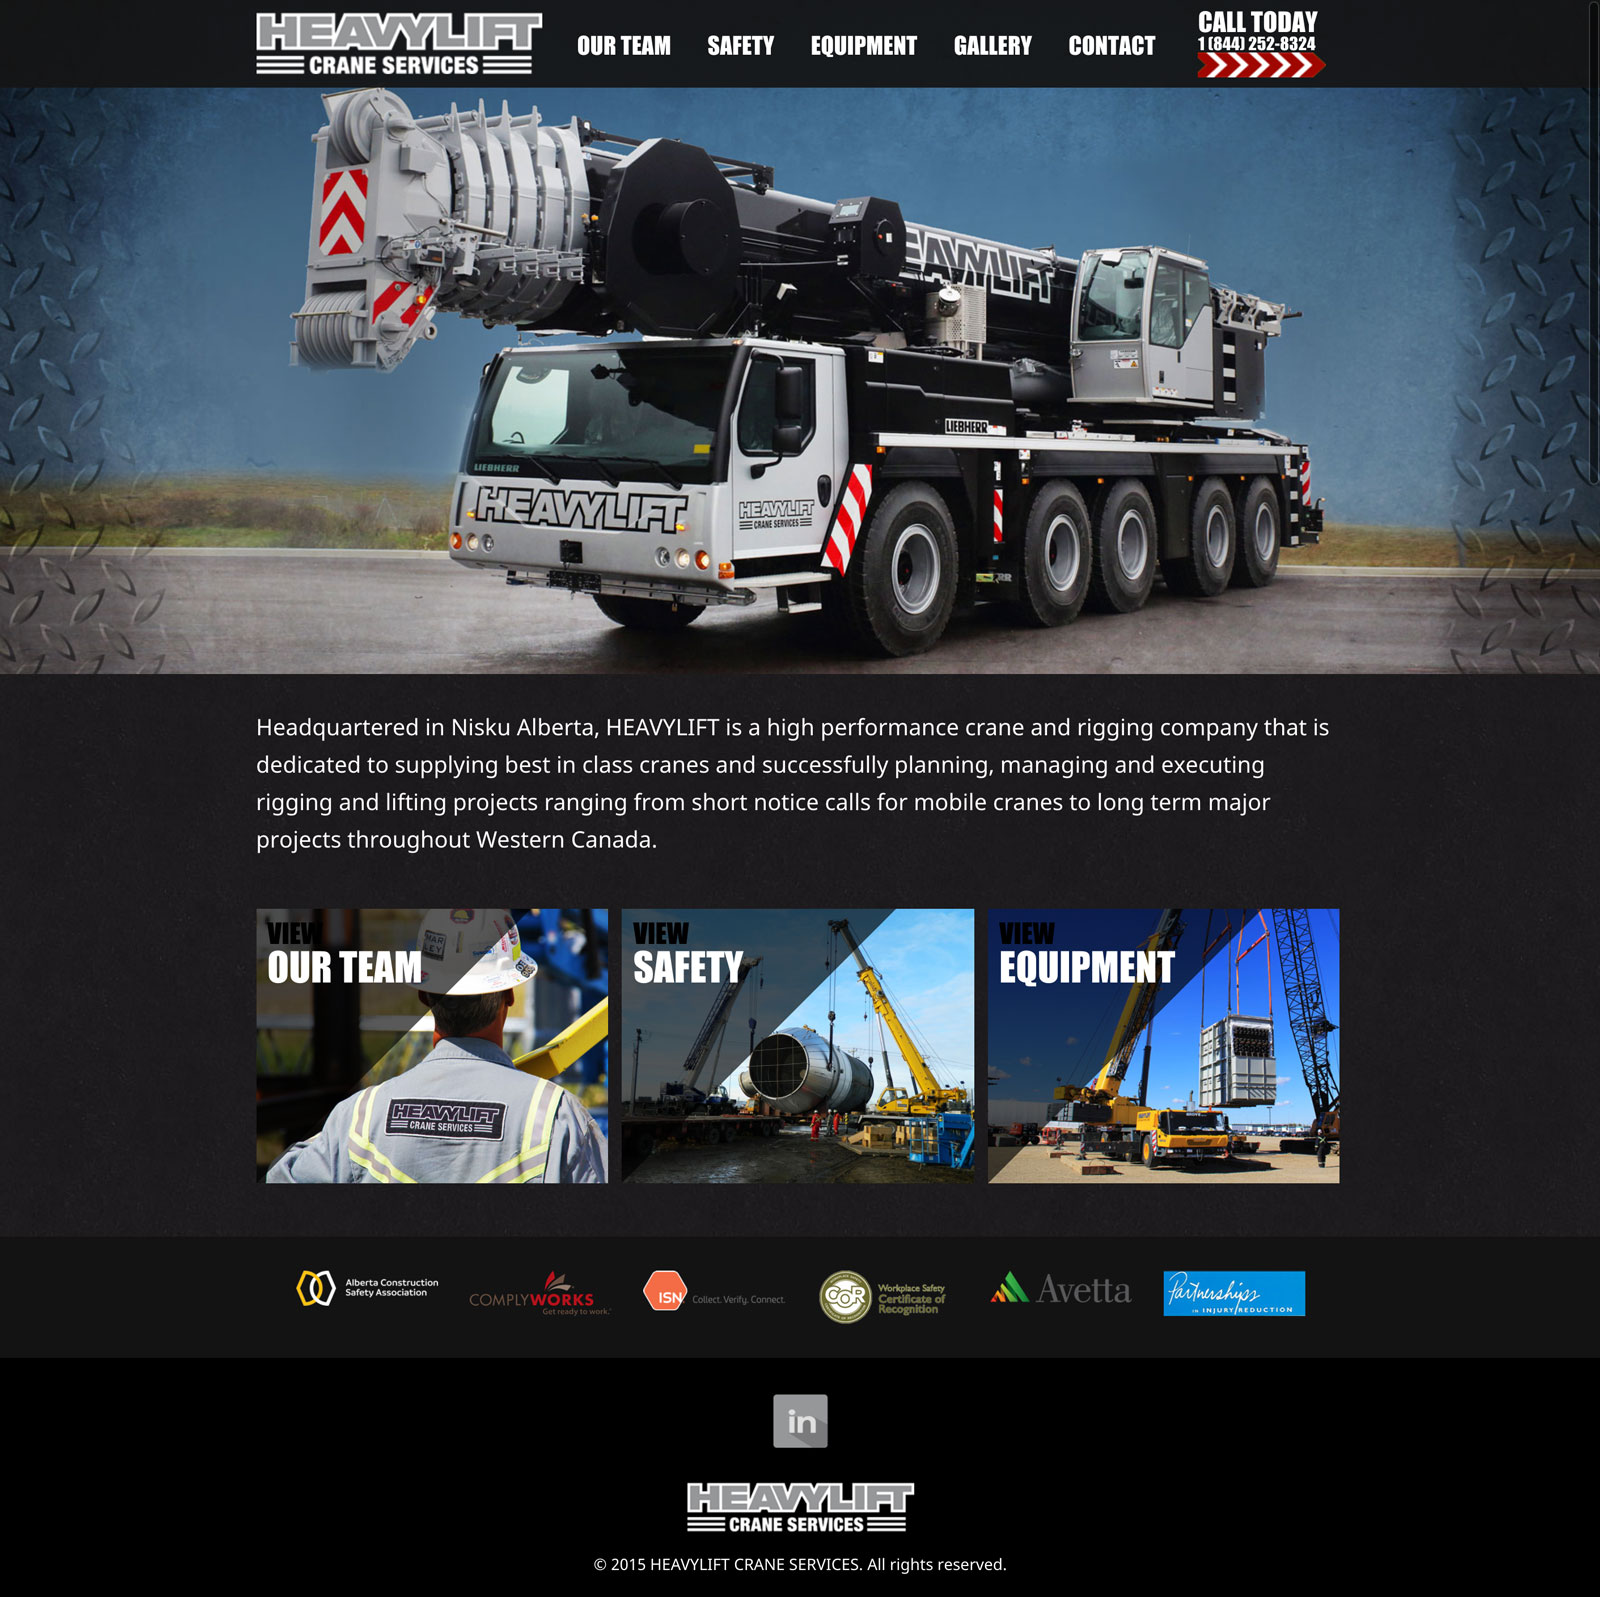 HEAVYLIFT
CRANE SERVICES
OUR TEAM
SAFETY
EQUIPMENT
GALLERY
CONTACT
CALL TODAY
1 (844) 252-8324
EAVYLIFT
LIEBHERR
LIEBHERR
HEAVYLIFT
HEAVYLIFT
CRANE SERVICES
Headquartered in Nisku Alberta, HEAVYLIFT is a high performance crane and rigging company that is
dedicated to supplying best in class cranes and successfully planning, managing and executing
rigging and lifting projects ranging from short notice calls for mobile cranes to long term major
projects throughout Western Canada.
VIEW
OUR TEAM
HEAVYLIFT
CRANE SERVICES
VIEW
SAFETY
VIEW
EQUIPMENT
Alberta Construction
Safety Association
COMPLYWORKS
Get ready to work.
ISN
Collect. Verify. Connect.
COR
Workplace Safety
Certificate of
Recognition
Avetta
Partnerships
IN INJURY REDUCTION
in
HEAVYLIFT
CRANE SERVICES
© 2015 HEAVYLIFT CRANE SERVICES. All rights reserved.